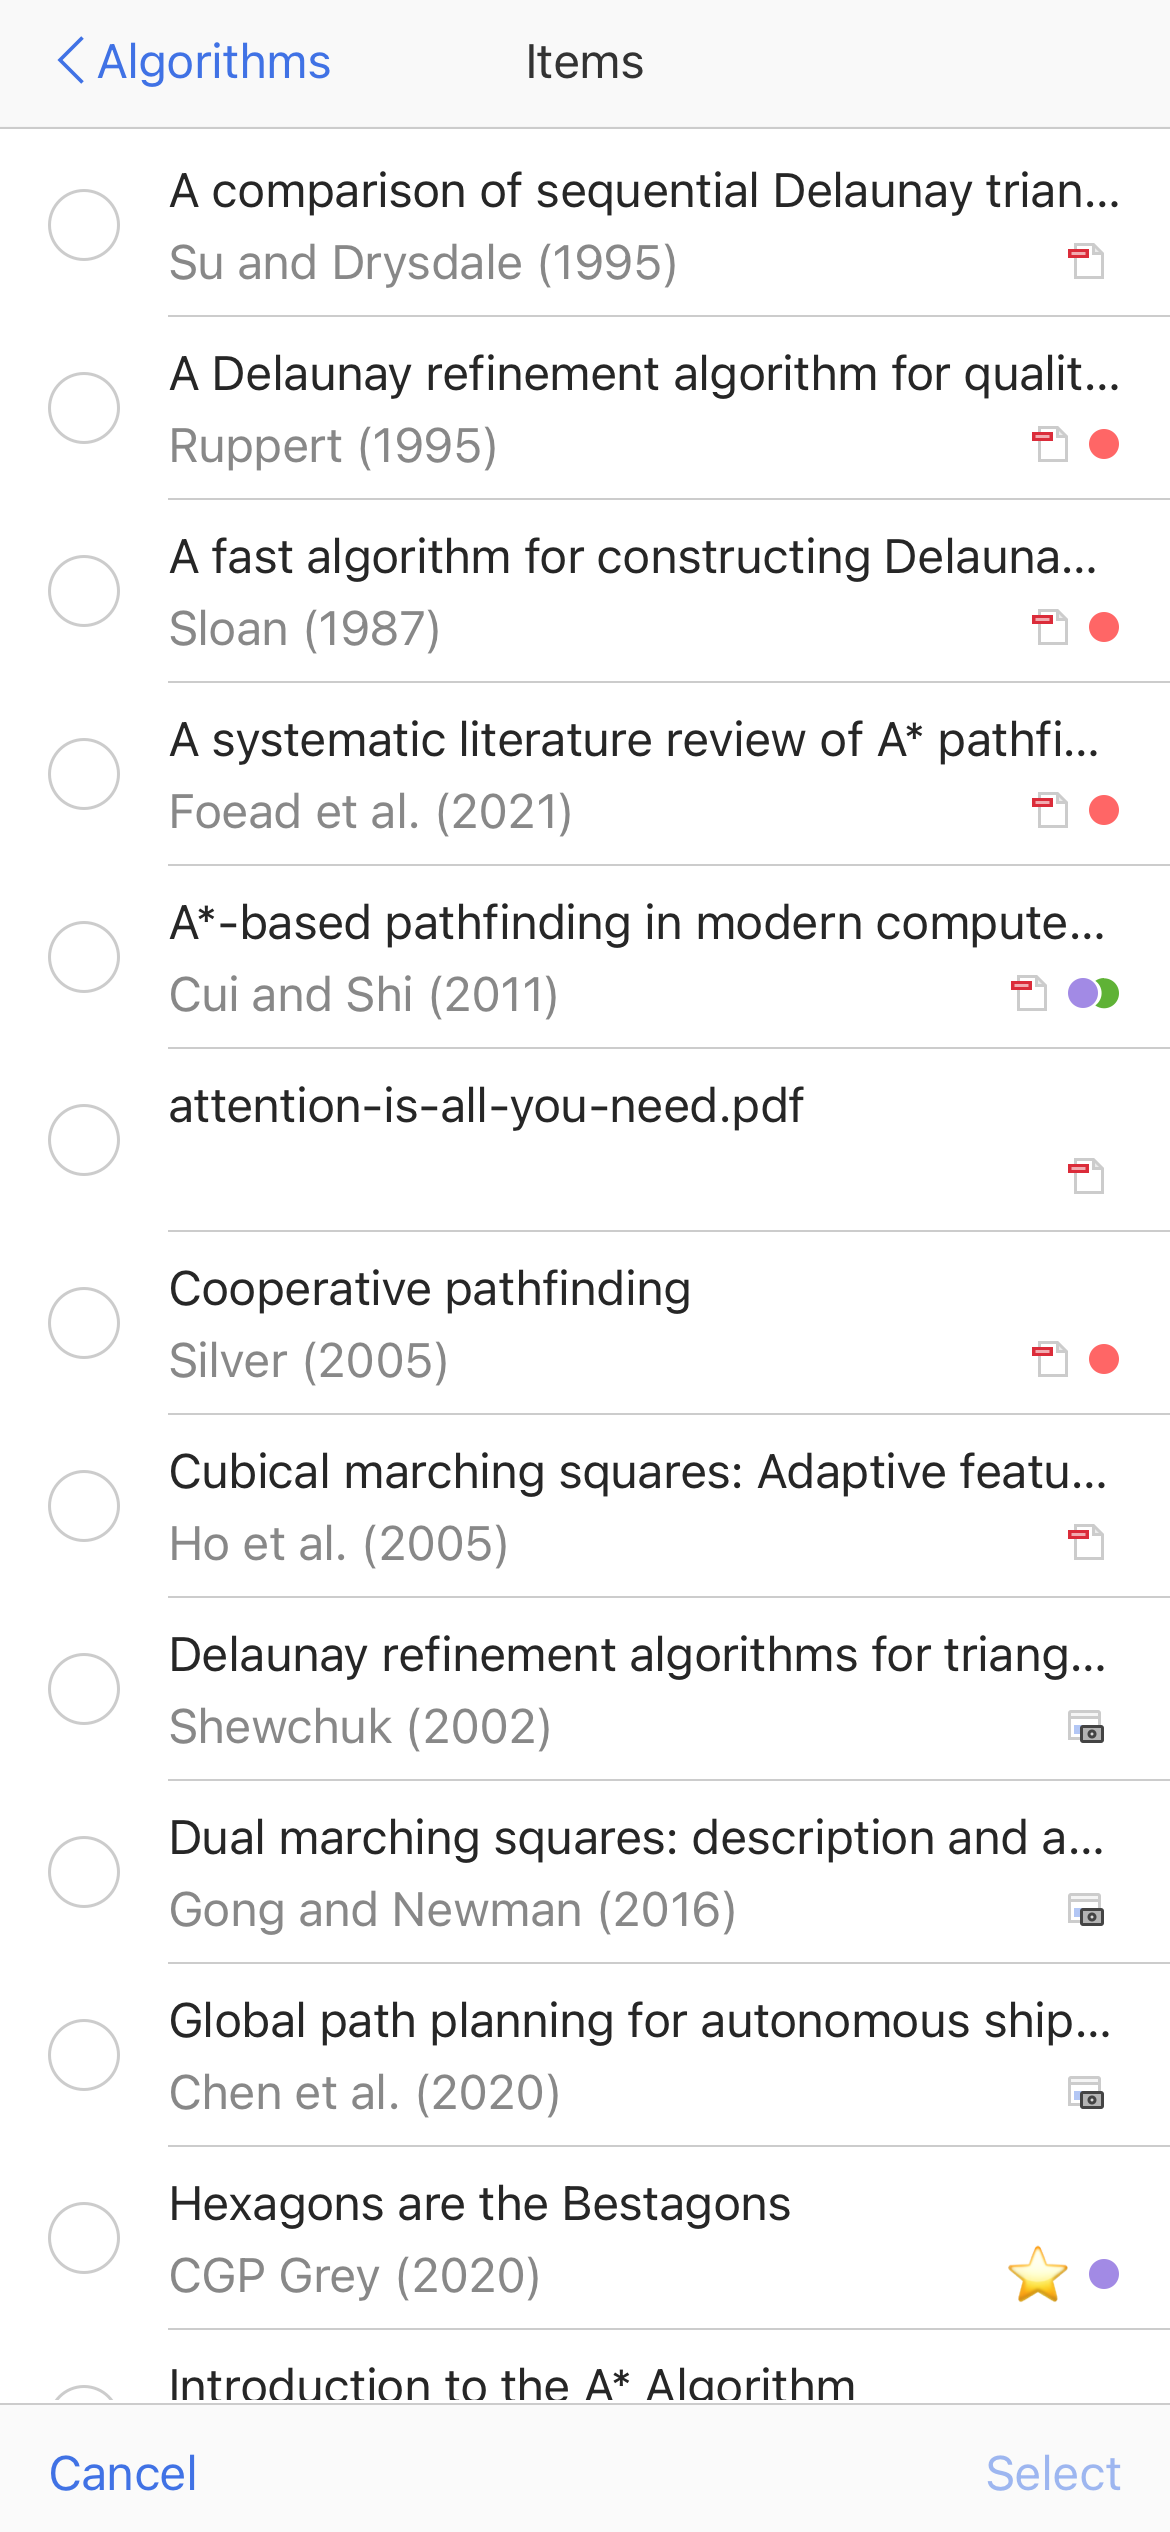 Algorithms
Items
A comparison of sequential Delaunay trian...
Su and Drysdale (1995)
A Delaunay refinement algorithm for qualit...
Ruppert (1995)
A fast algorithm for constructing Delauna...
Sloan (1987)
A systematic literature review of A* pathfi...
Foead et al. (2021)
A*-based pathfinding in modern compute...
Cui and Shi (2011)
attention-is-all-you-need.pdf
Cooperative pathfinding
Silver (2005)
Cubical marching squares: Adaptive featu...
Ho et al. (2005)
Delaunay refinement algorithms for triang...
Shewchuk (2002)
Dual marching squares: description and a...
Gong and Newman (2016)
Global path planning for autonomous ship...
Chen et al. (2020)
Hexagons are the Bestagons
CGP Grey (2020)
Introduction to the A* Algorithm
Cancel
Select